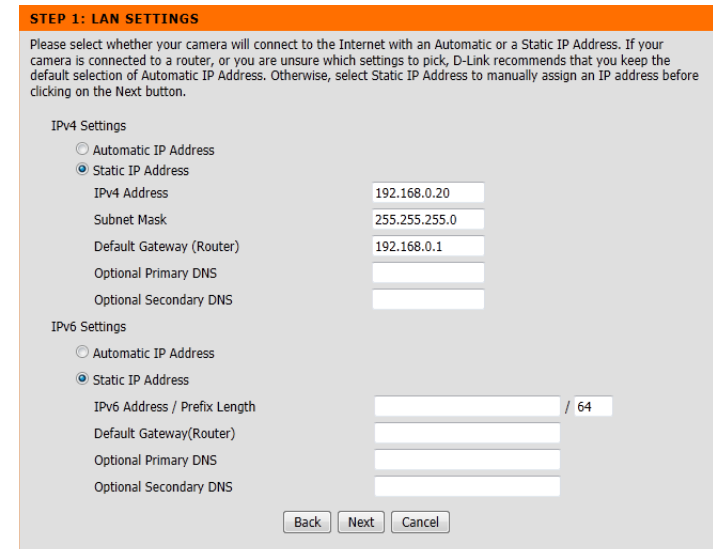 STEP 1: LAN SETTINGS
Please select whether your camera will connect to the Internet with an Automatic or a Static IP Address. If your
camera is connected to a router, or you are unsure which settings to pick, D-Link recommends that you keep the
default selection of Automatic IP Address. Otherwise, select Static IP Address to manually assign an IP address before
clicking on the Next button.
IPv4 Settings
Automatic IP Address
Static IP Address
IPv4 Address 192.168.0.20
Subnet Mask 255.255.255.0
Default Gateway (Router) 192.168.0.1
Optional Primary DNS
Optional Secondary DNS
IPv6 Settings
Automatic IP Address
Static IP Address
IPv6 Address / Prefix Length / 64
Default Gateway(Router)
Optional Primary DNS
Optional Secondary DNS
Back Next Cancel